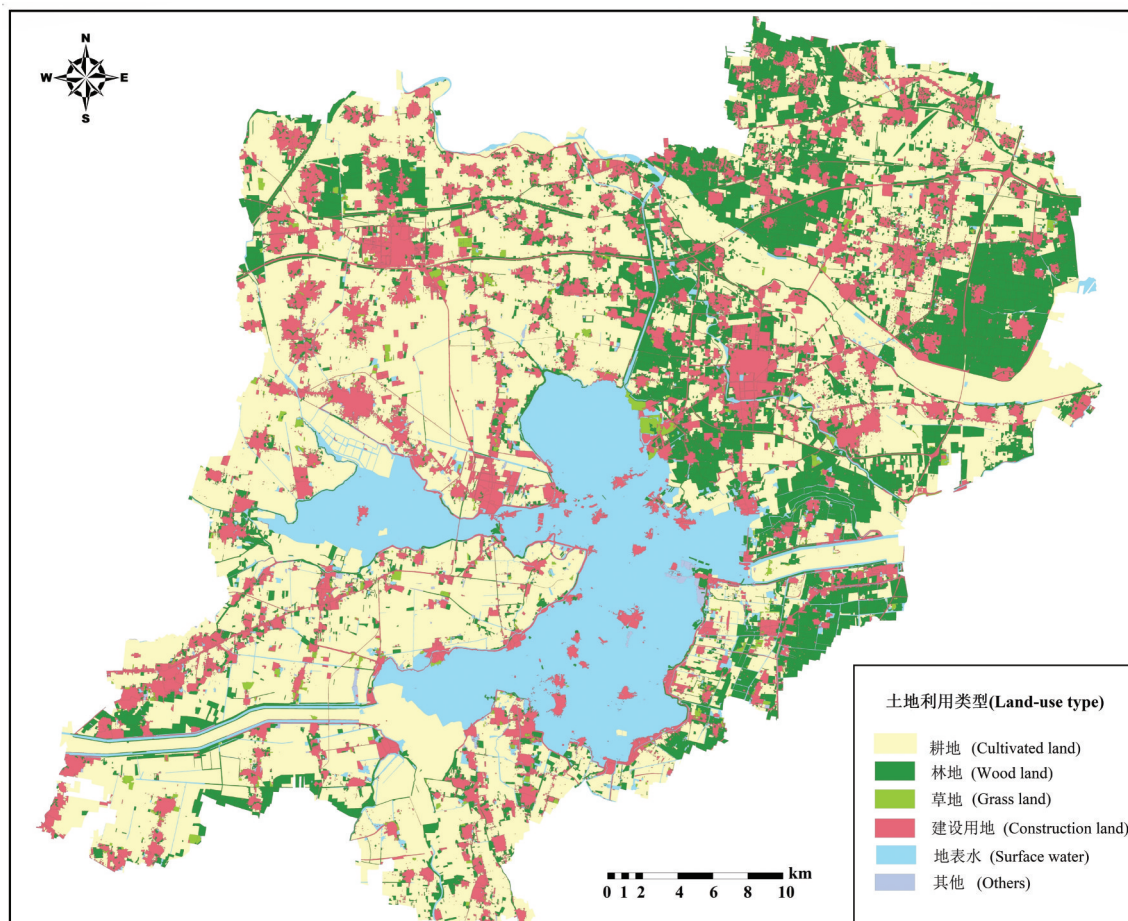 N
W E
S
土地利用类型(Land-use type)
耕地 (Cultivated land)
林地 (Wood land)
草地 (Grass land)
建设用地 (Construction land)
地表水 (Surface water)
其他 (Others)
km
0 1 2 4 6 8 10